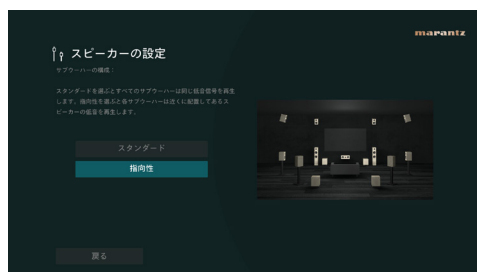 marantz
スピーカーの設定
サブウーハーの構成：
スタンダードを選ぶとすべてのサブウーハーは同じ低音信号を再生
します。指向性を選ぶと各サブウーハーは近くに配置してあるス
ピーカーの低音を再生します。
スタンダード
指向性
戻る